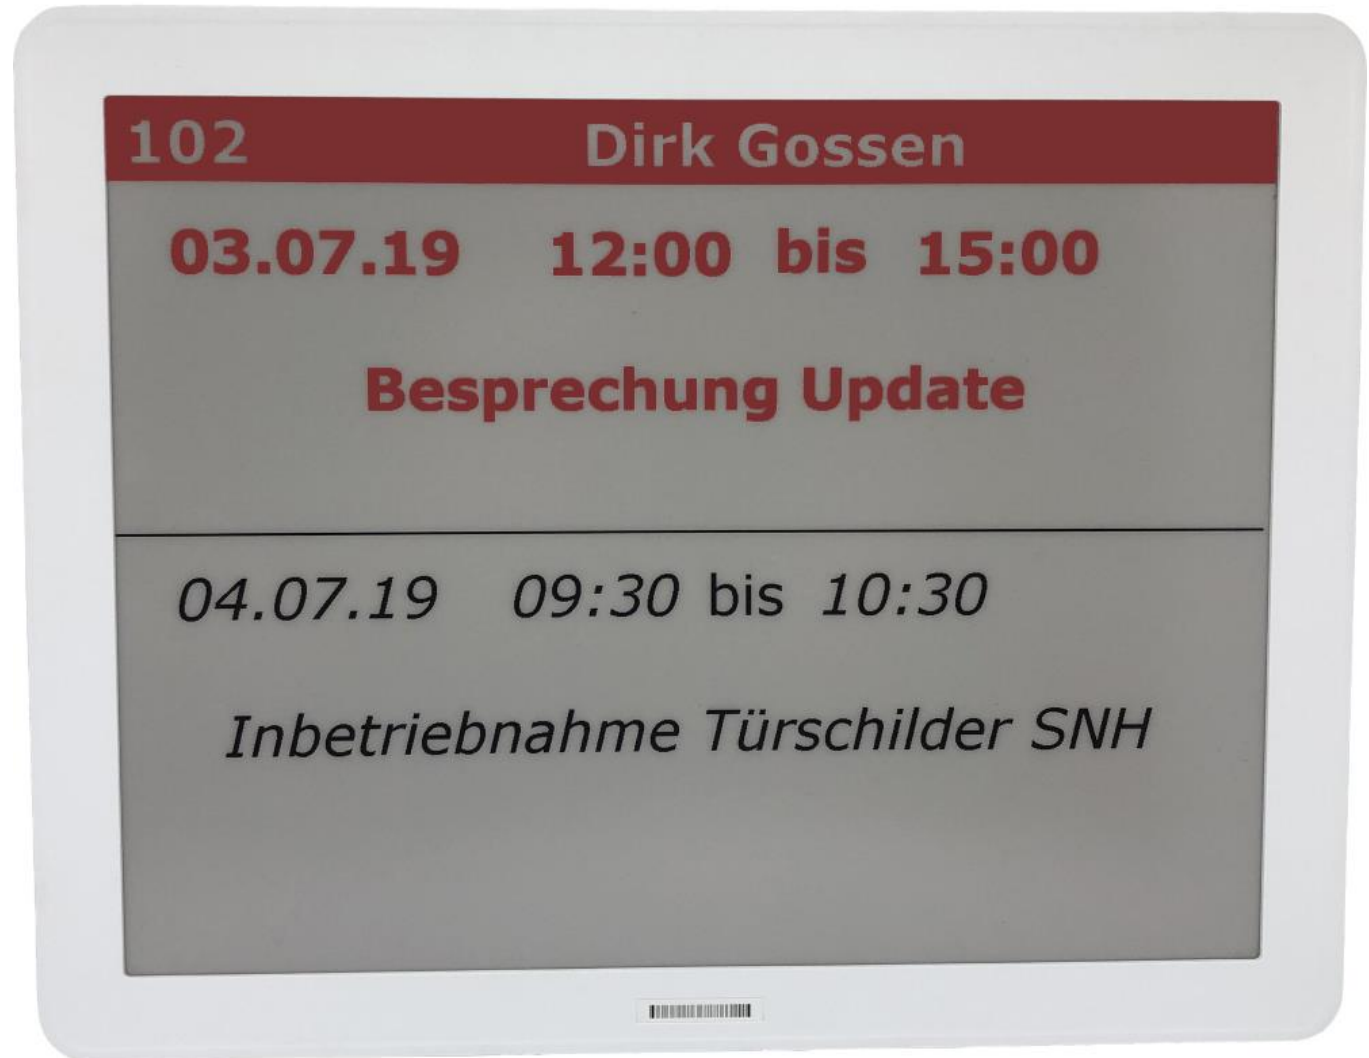 102 Dirk Gossen
03.07.19 12:00 bis 15:00
Besprechung Update
04.07.19 09:30 bis 10:30
Inbetriebnahme Türschilder SNH